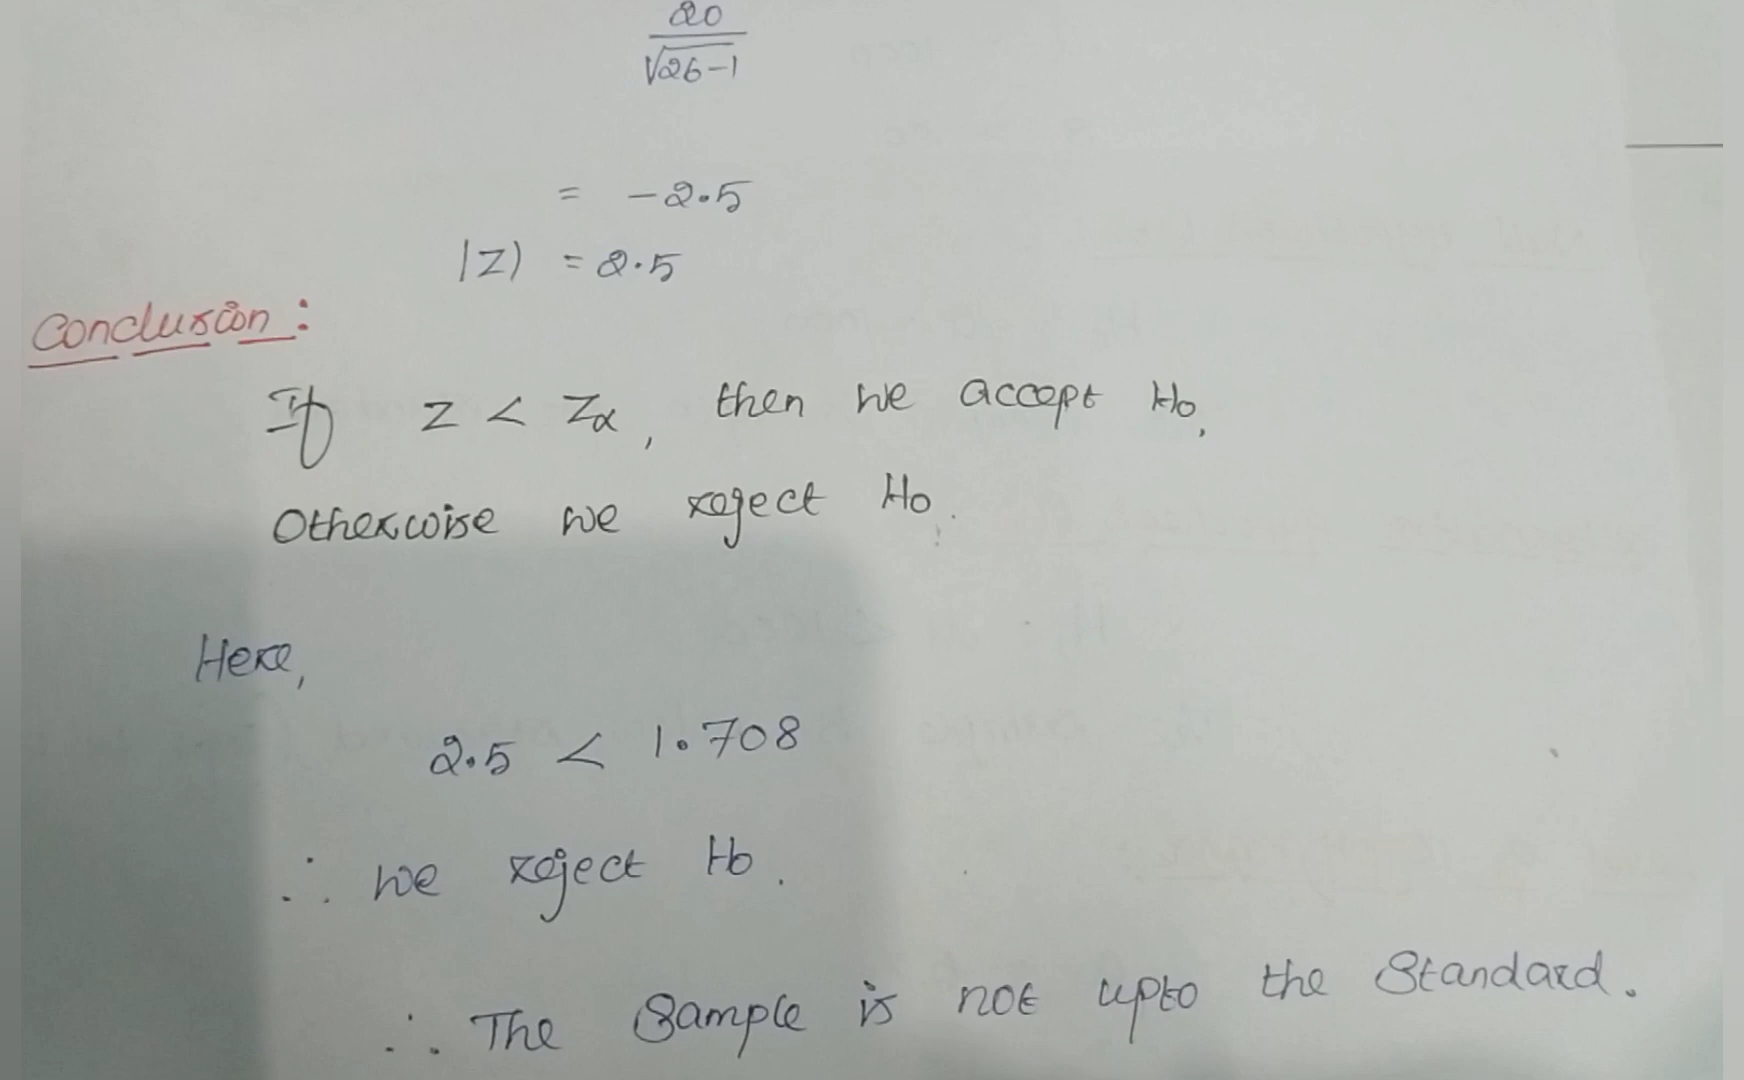 20
√26-1
= -2.5
|Z) = 2.5
Conclusion:
If Z < Zα, then we accept Ho,
Otherwise we reject Ho.
Here,
2.5 < 1.708
∴ we reject Ho.
∴ The Sample is not upto the Standard.